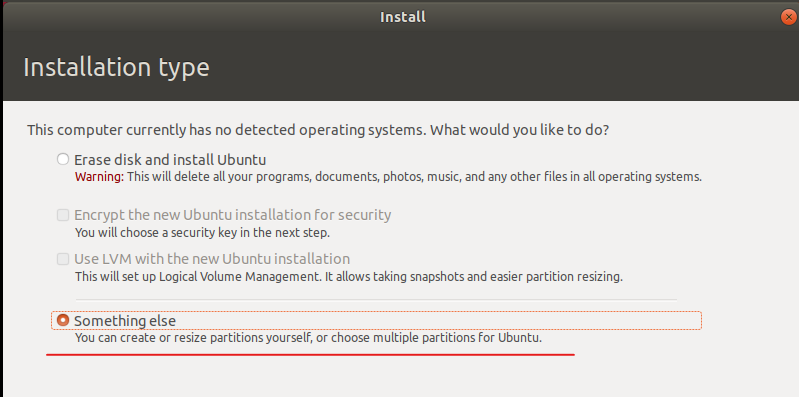 Install
Installation type
This computer currently has no detected operating systems. What would you like to do?
Erase disk and install Ubuntu
Warning: This will delete all your programs, documents, photos, music, and any other files in all operating systems.
Encrypt the new Ubuntu installation for security
You will choose a security key in the next step.
Use LVM with the new Ubuntu installation
This will set up Logical Volume Management. It allows taking snapshots and easier partition resizing.
Something else
You can create or resize partitions yourself, or choose multiple partitions for Ubuntu.